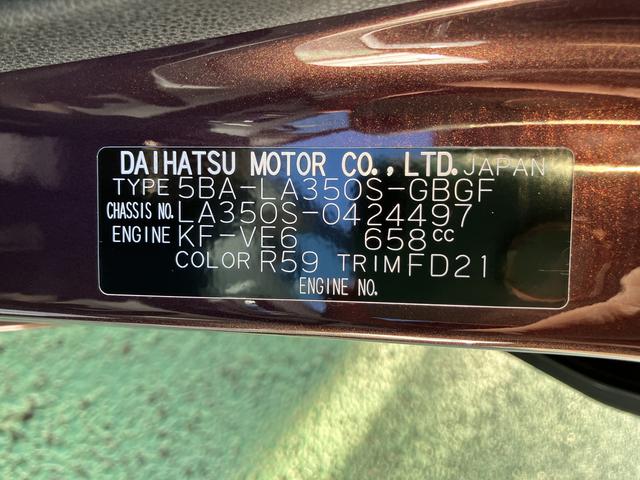 DAIHATSU MOTOR CO., LTD. JAPAN
TYPE 5BA-LA350S-GBGF
CHASSIS NO. LA350S-0424497
ENGINE KF-VE6 658cc
COLOR R59 TRIM FD21
ENGINE NO.